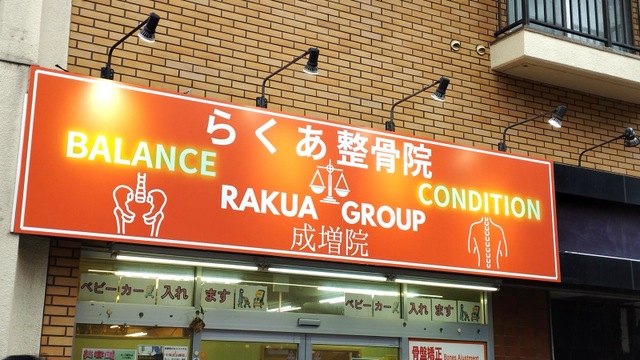 らくあ整骨院
BALANCE
CONDITION
RAKUA GROUP
成増院
ベビーカー 入れ ます
ベビーカー 入れ ます
骨盤矯正